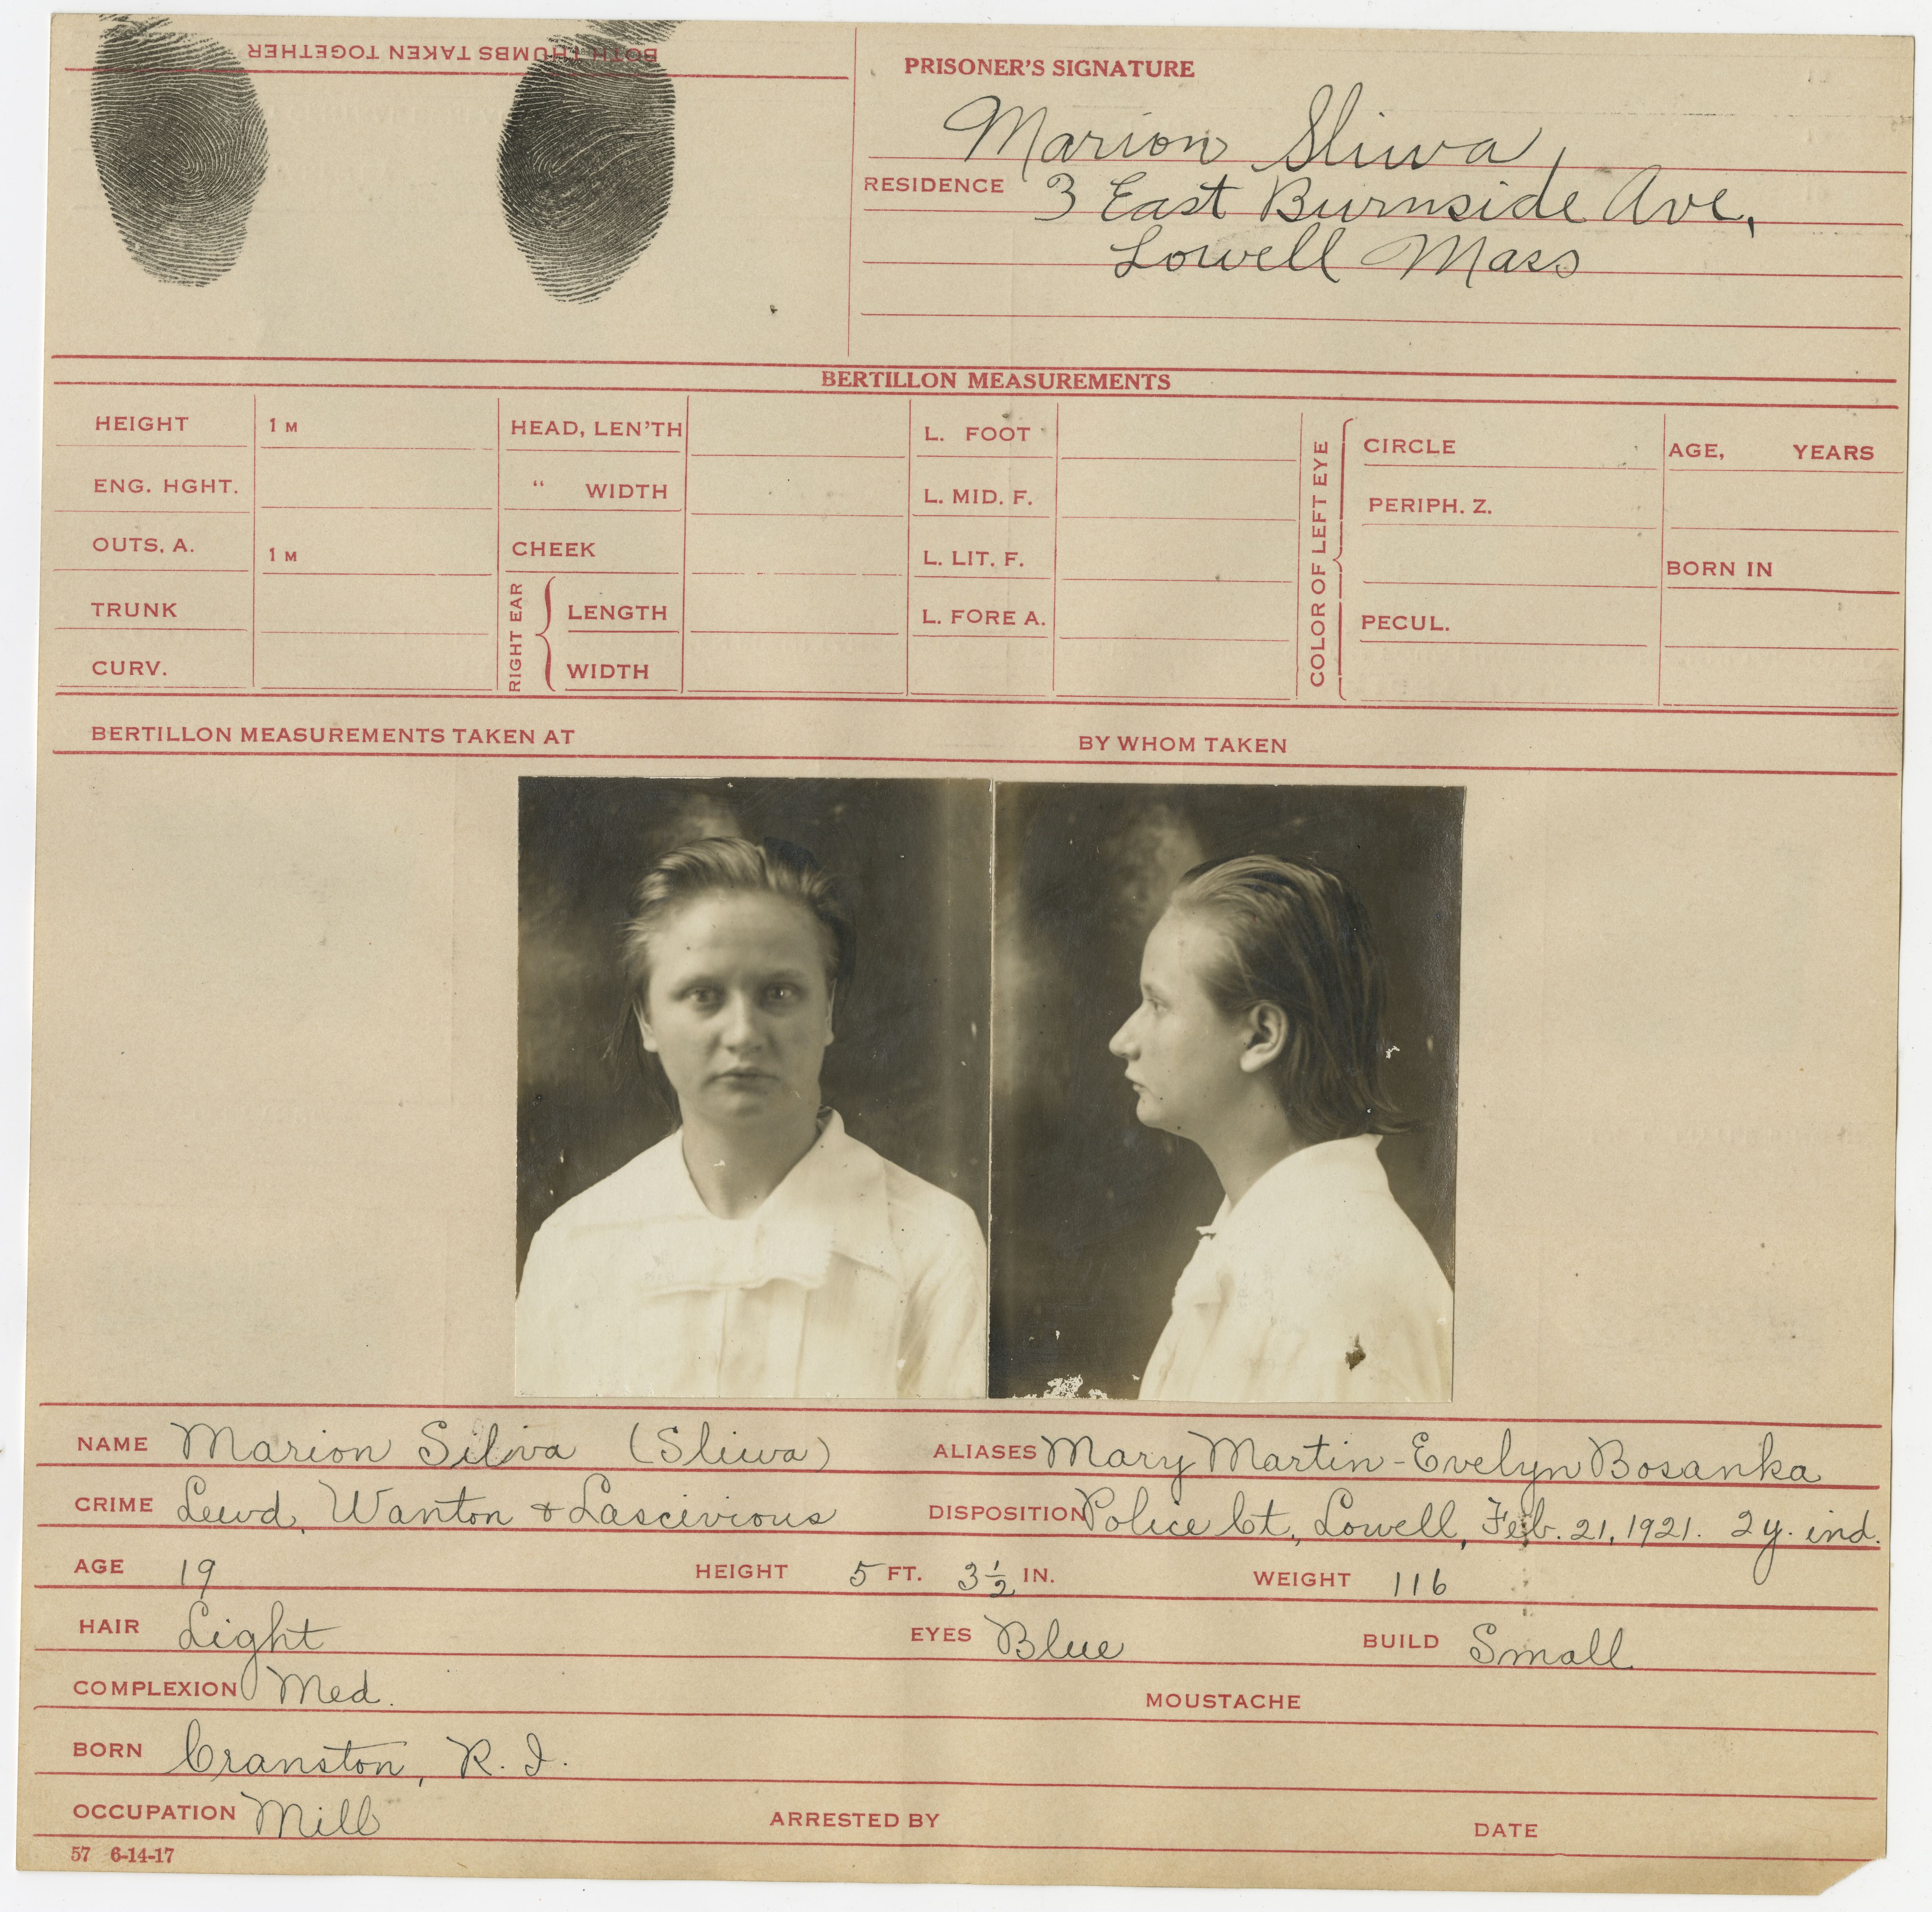 BOTH THUMBS TAKEN TOGETHER
PRISONER'S SIGNATURE
Marion Sliwa,
RESIDENCE 3 East Burnside Ave,
Lowell Mass
BERTILLON MEASUREMENTS
HEIGHT 1 M HEAD, LEN'TH L. FOOT CIRCLE AGE, YEARS
ENG. HGHT. " WIDTH L. MID. F. PERIPH. Z.
OUTS. A. 1 M CHEEK L. LIT. F. BORN IN
TRUNK RIGHT EAR LENGTH L. FORE A. COLOR OF LEFT EYE PECUL.
CURV. WIDTH
BERTILLON MEASUREMENTS TAKEN AT BY WHOM TAKEN
NAME Marion Silva (Sliwa) ALIASES Mary Martin - Evelyn Bosanka
CRIME Lewd, Wanton & Lascivious DISPOSITION Police Ct., Lowell, Feb. 21, 1921. 2y. ind.
AGE 19 HEIGHT 5 FT. 3 1/2 IN. WEIGHT 116
HAIR Light EYES Blue BUILD Small
COMPLEXION Med. MOUSTACHE
BORN Cranston, R. I.
OCCUPATION Mill ARRESTED BY DATE
57 6-14-17